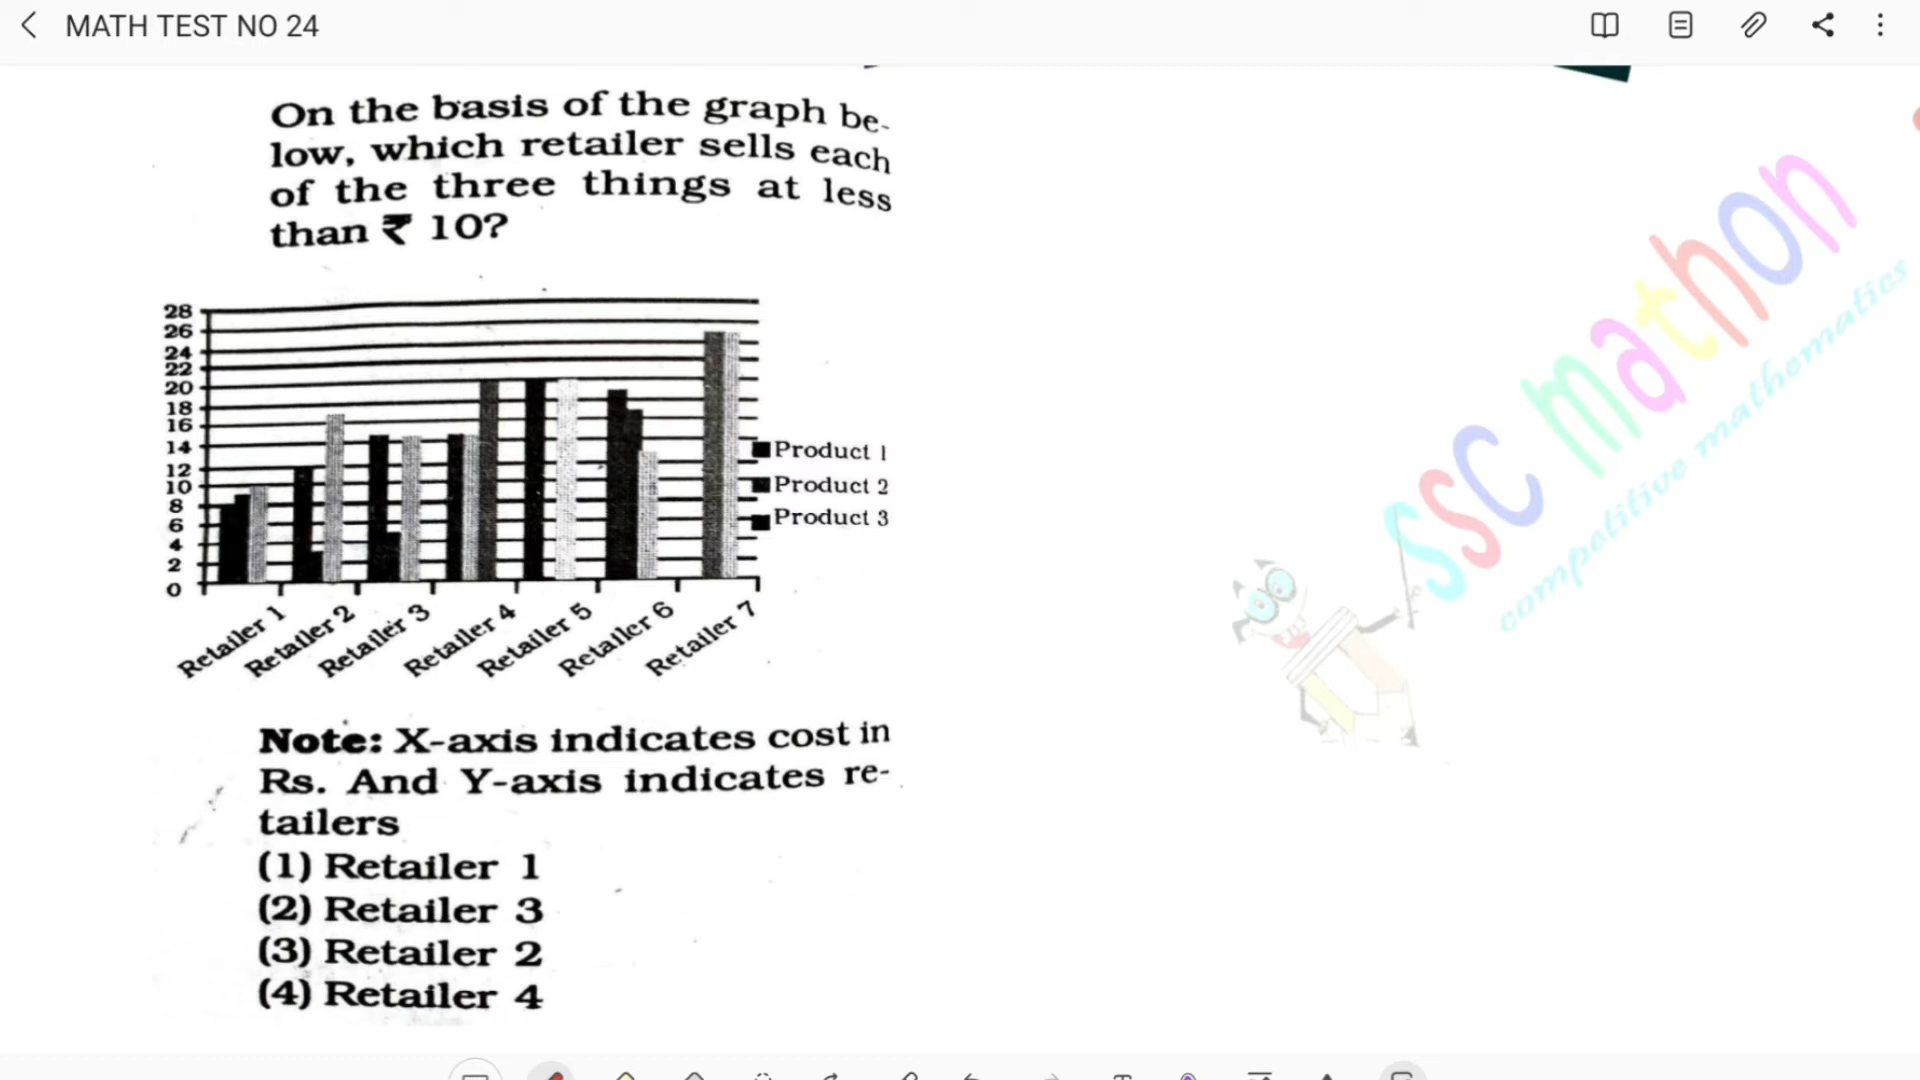 MATH TEST NO 24
On the basis of the graph be-
low, which retailer sells each
of the three things at less
than ₹ 10?
28
26
24
22
20
18
16
14
12
10
8
6
4
2
0
Product 1
Product 2
Product 3
Retailer 1
Retailer 2
Retailer 3
Retailer 4
Retailer 5
Retailer 6
Retailer 7
Note: X-axis indicates cost in
Rs. And Y-axis indicates re-
tailers
(1) Retailer 1
(2) Retailer 3
(3) Retailer 2
(4) Retailer 4
SSC mathon
competitive mathematics